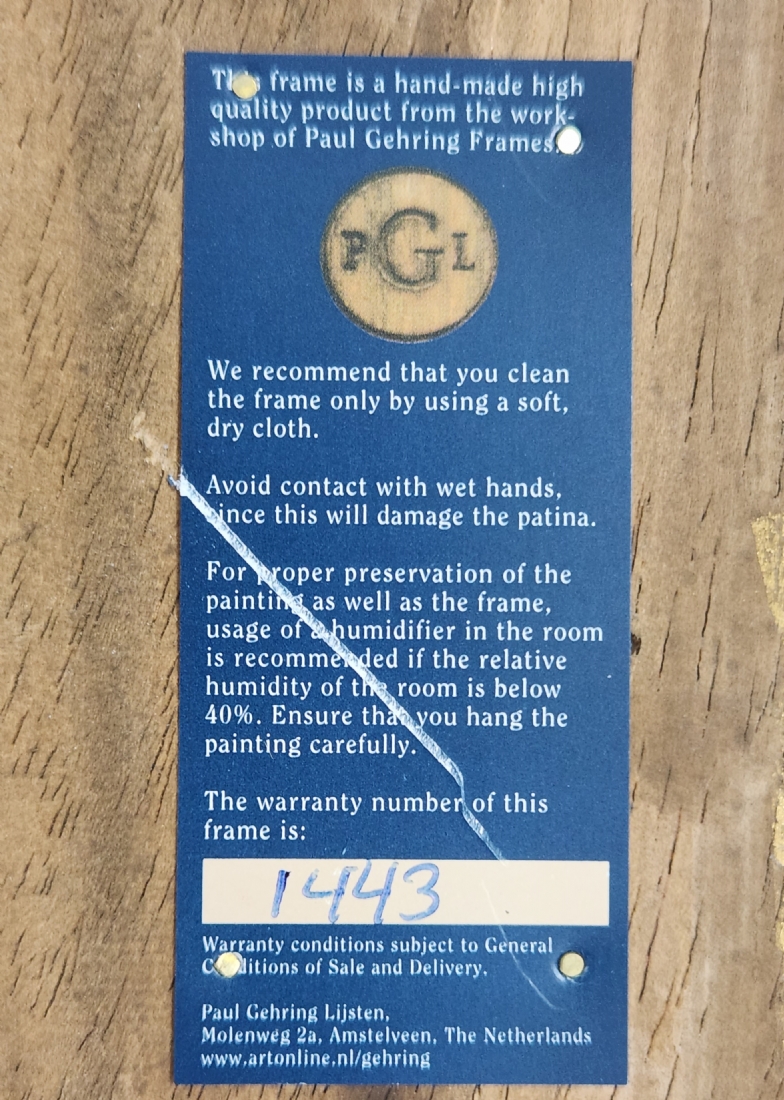 This frame is a hand-made high
quality product from the work-
shop of Paul Gehring Frames.
P G L
We recommend that you clean
the frame only by using a soft,
dry cloth.
Avoid contact with wet hands,
since this will damage the patina.
For proper preservation of the
painting as well as the frame,
usage of a humidifier in the room
is recommended if the relative
humidity of the room is below
40%. Ensure that you hang the
painting carefully.
The warranty number of this
frame is:
1443
Warranty conditions subject to General
Conditions of Sale and Delivery.
Paul Gehring Lijsten,
Molenweg 2a, Amstelveen, The Netherlands
www.artonline.nl/gehring